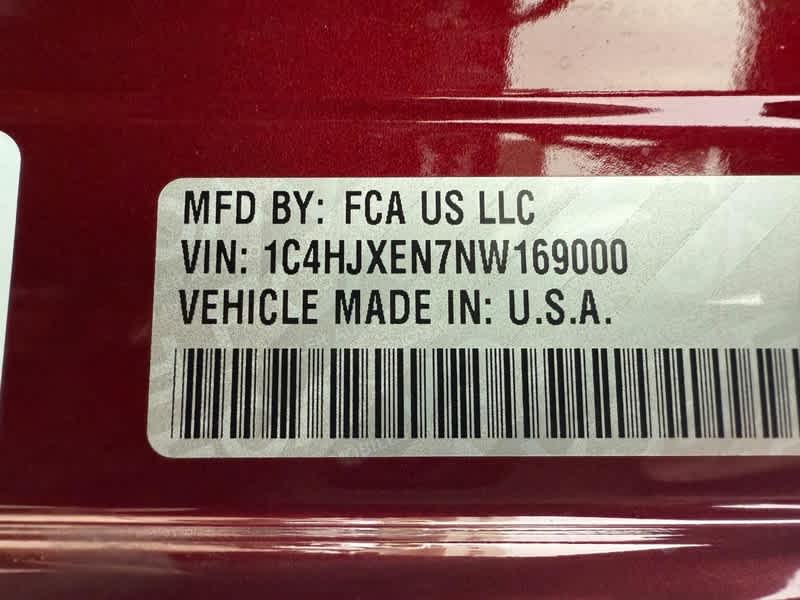 MFD BY: FCA US LLC
VIN: 1C4HJXEN7NW169000
VEHICLE MADE IN: U.S.A.